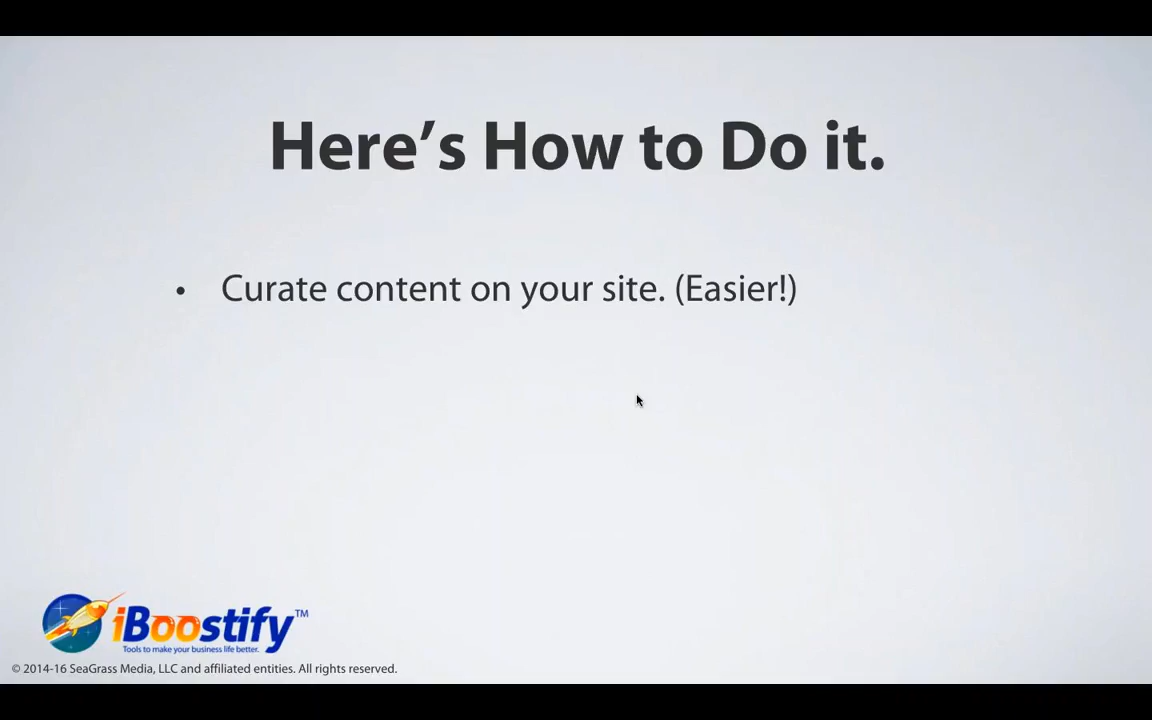 Here’s How to Do it.
• Curate content on your site. (Easier!)
iBoostify™
Tools to make your business life better.
© 2014-16 SeaGrass Media, LLC and affiliated entities. All rights reserved.